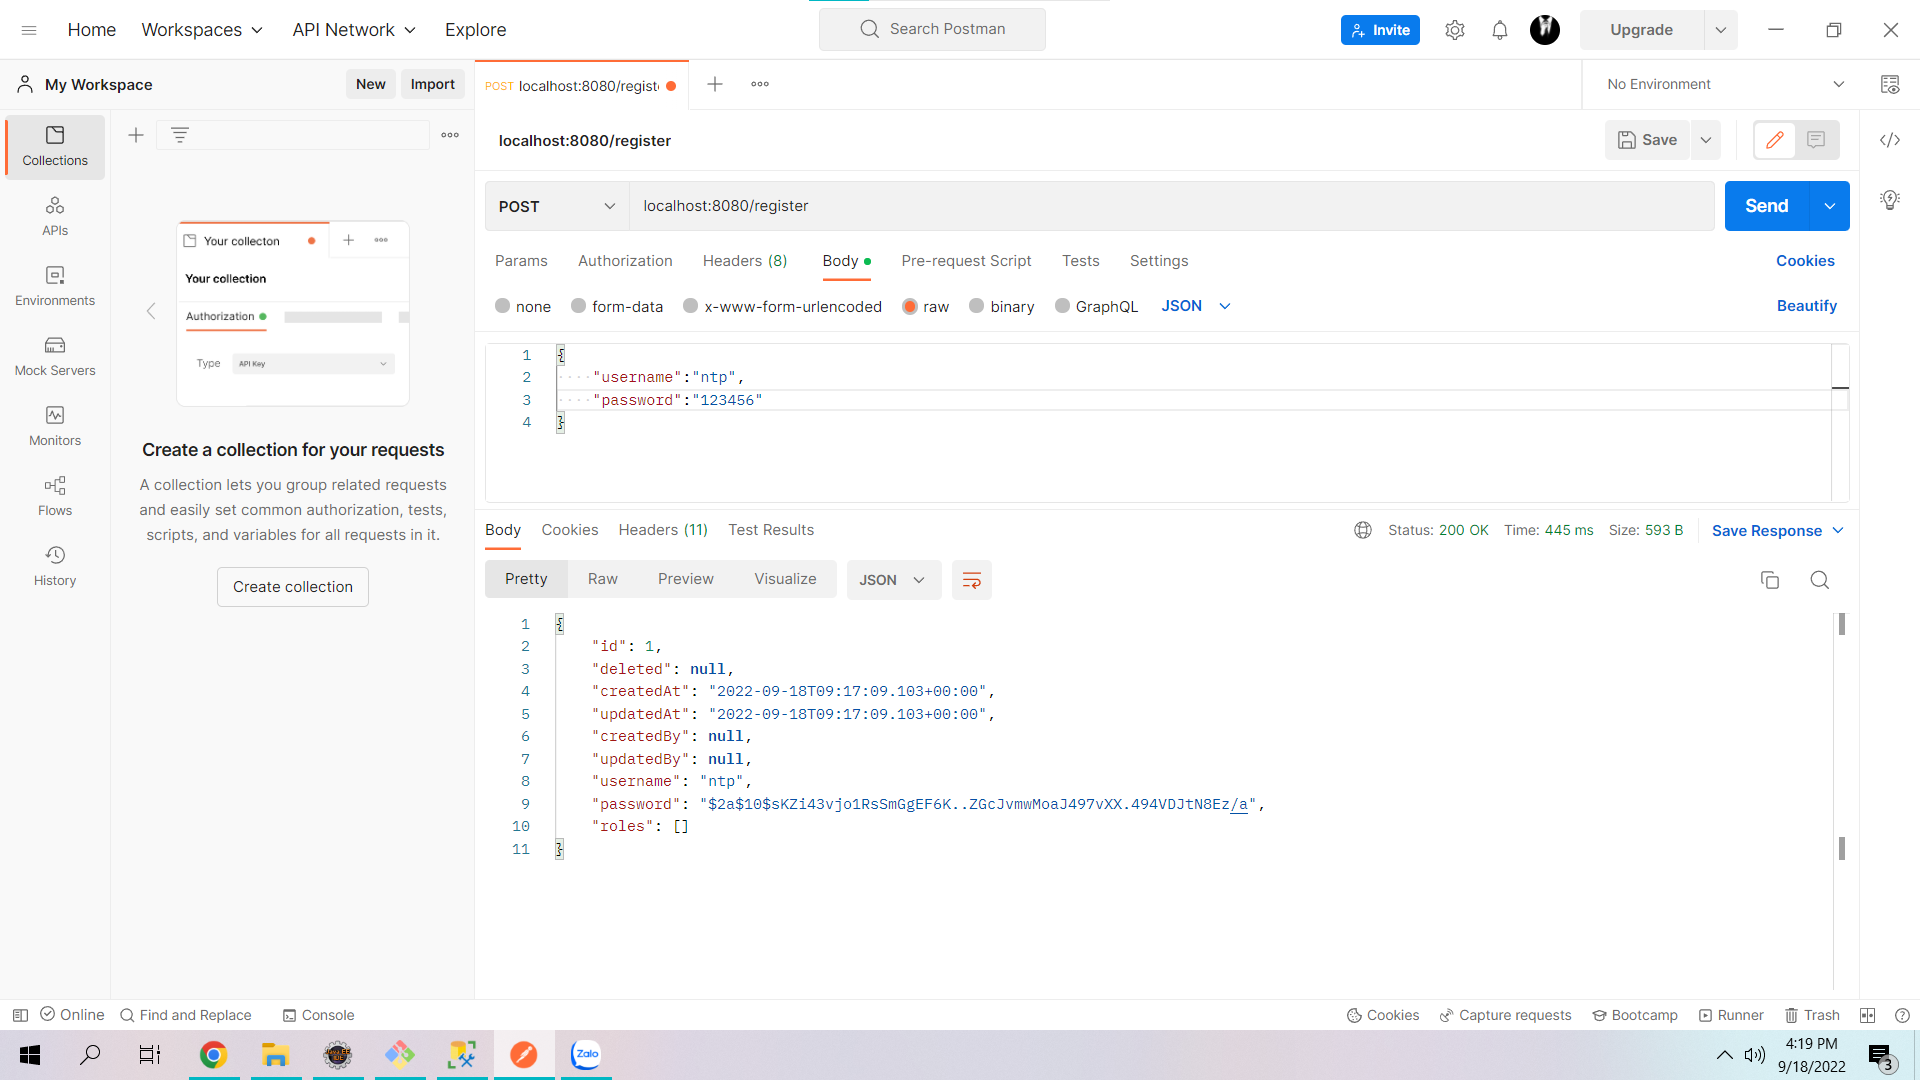 Home
Workspaces
API Network
Explore
Search Postman
Invite
Upgrade
My Workspace
New
Import
POST localhost:8080/regist
No Environment
Collections
APIs
Environments
Mock Servers
Monitors
Flows
History
Your collecton
Your collection
Authorization
Type
API Key
Create a collection for your requests
A collection lets you group related requests
and easily set common authorization, tests,
scripts, and variables for all requests in it.
Create collection
localhost:8080/register
Save
POST
localhost:8080/register
Send
Params
Authorization
Headers (8)
Body
Pre-request Script
Tests
Settings
Cookies
none
form-data
x-www-form-urlencoded
raw
binary
GraphQL
JSON
Beautify
1 {
2 "username":"ntp",
3 "password":"123456"
4 }
Body
Cookies
Headers (11)
Test Results
Status: 200 OK
Time: 445 ms
Size: 593 B
Save Response
Pretty
Raw
Preview
Visualize
JSON
1 {
2 "id": 1,
3 "deleted": null,
4 "createdAt": "2022-09-18T09:17:09.103+00:00",
5 "updatedAt": "2022-09-18T09:17:09.103+00:00",
6 "createdBy": null,
7 "updatedBy": null,
8 "username": "ntp",
9 "password": "$2a$10$sKZi43vjo1RsSmGgEF6K..ZGcJvmwMoaJ497vXX.494VDJtN8Ez/a",
10 "roles": []
11 }
Online
Find and Replace
Console
Cookies
Capture requests
Bootcamp
Runner
Trash
Java EE
IDE
Zalo
4:19 PM
9/18/2022
3